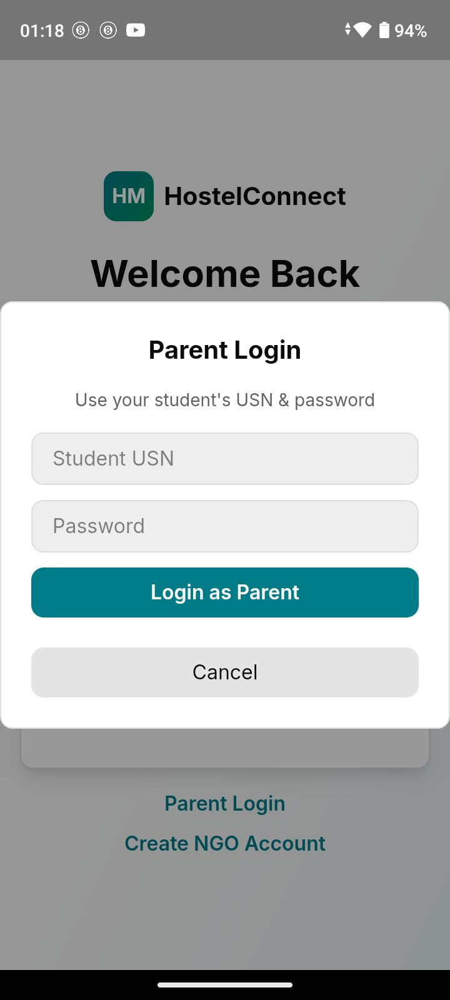 01:18
94%
HM HostelConnect
Welcome Back
Parent Login
Use your student's USN & password
Student USN
Password
Login as Parent
Cancel
Parent Login
Create NGO Account